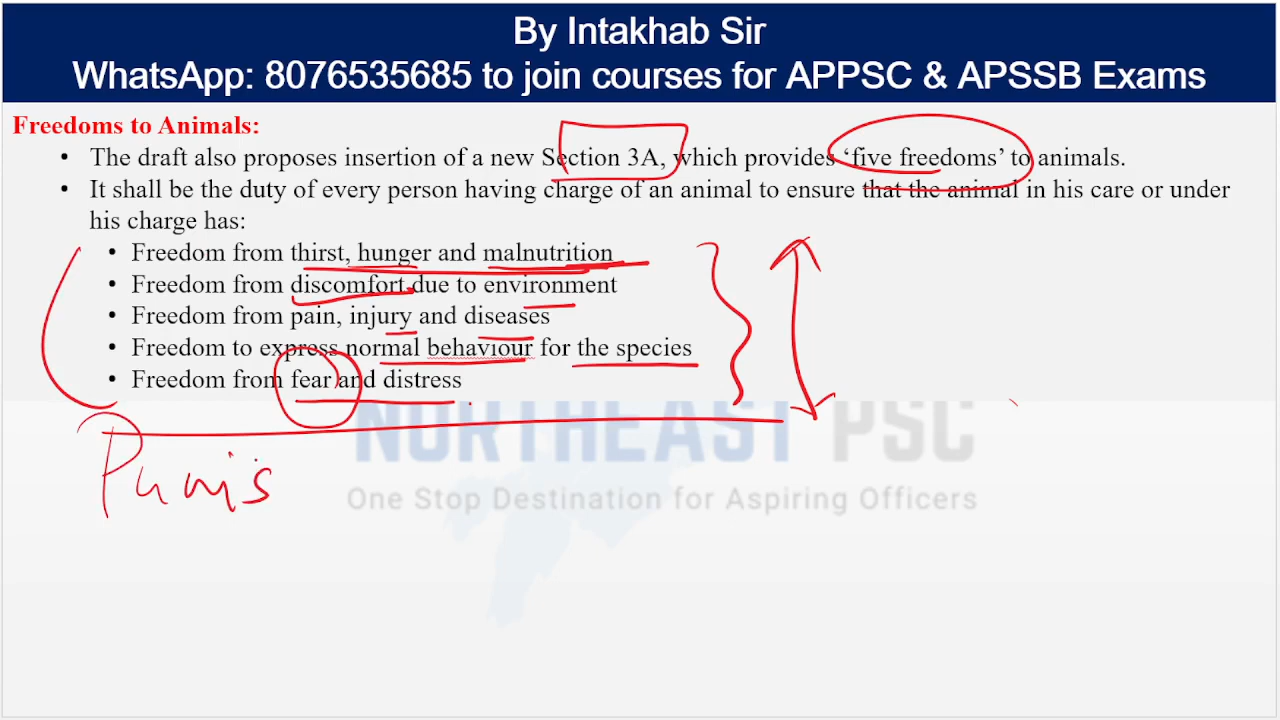 By Intakhab Sir
WhatsApp: 8076535685 to join courses for APPSC & APSSB Exams
Freedoms to Animals:
• The draft also proposes insertion of a new Section 3A, which provides ‘five freedoms’ to animals.
• It shall be the duty of every person having charge of an animal to ensure that the animal in his care or under
his charge has:
• Freedom from thirst, hunger and malnutrition
• Freedom from discomfort due to environment
• Freedom from pain, injury and diseases
• Freedom to express normal behaviour for the species
• Freedom from fear and distress
NORTHEAST PSC
Punis
One Stop Destination for Aspiring Officers